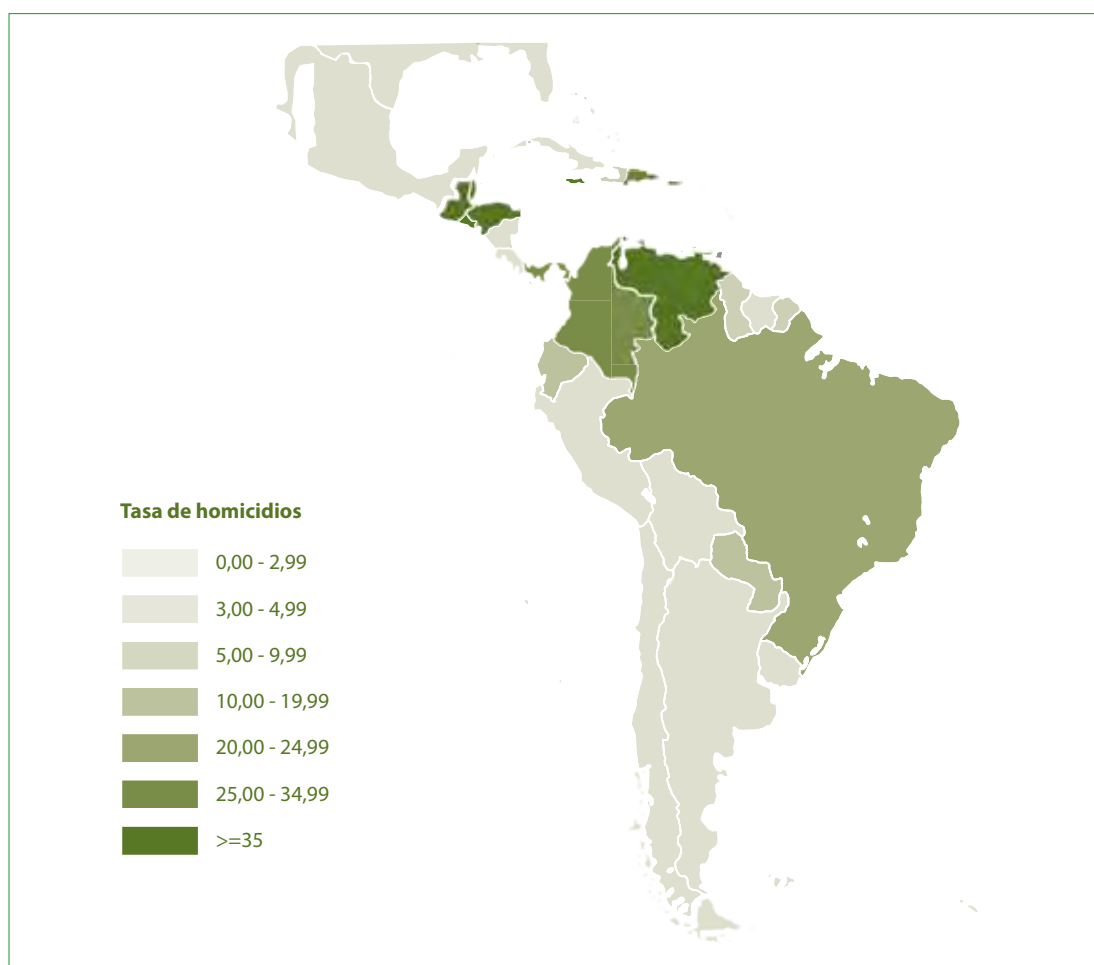 Tasa de homicidios
0,00 - 2,99
3,00 - 4,99
5,00 - 9,99
10,00 - 19,99
20,00 - 24,99
25,00 - 34,99
>=35